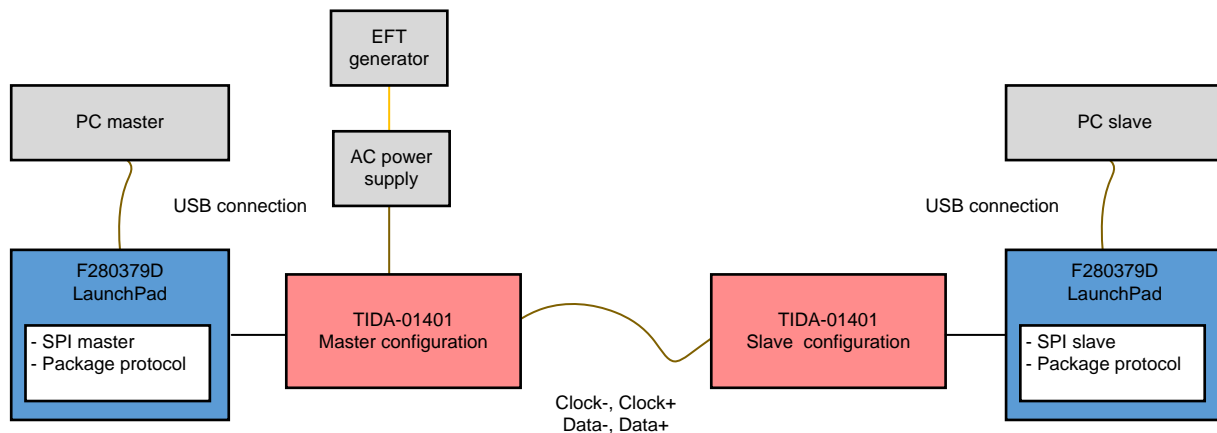 EFT
generator
PC master
PC slave
AC power
supply
USB connection
USB connection
F280379D
LaunchPad
- SPI master
- Package protocol
TIDA-01401
Master configuration
TIDA-01401
Slave  configuration
F280379D
LaunchPad
- SPI slave
- Package protocol
Clock-, Clock+
Data-, Data+